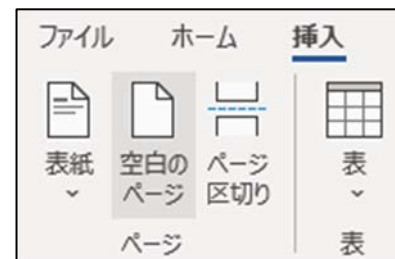 ファイル ホーム 挿入
表紙 空白の ページ 表
ページ 区切り
ページ 表